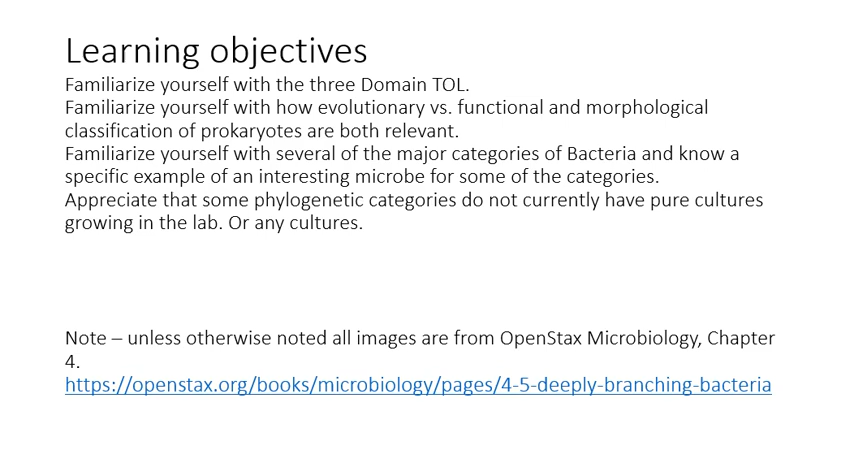 Learning objectives
Familiarize yourself with the three Domain TOL.
Familiarize yourself with how evolutionary vs. functional and morphological
classification of prokaryotes are both relevant.
Familiarize yourself with several of the major categories of Bacteria and know a
specific example of an interesting microbe for some of the categories.
Appreciate that some phylogenetic categories do not currently have pure cultures
growing in the lab. Or any cultures.
Note – unless otherwise noted all images are from OpenStax Microbiology, Chapter
4.
https://openstax.org/books/microbiology/pages/4-5-deeply-branching-bacteria